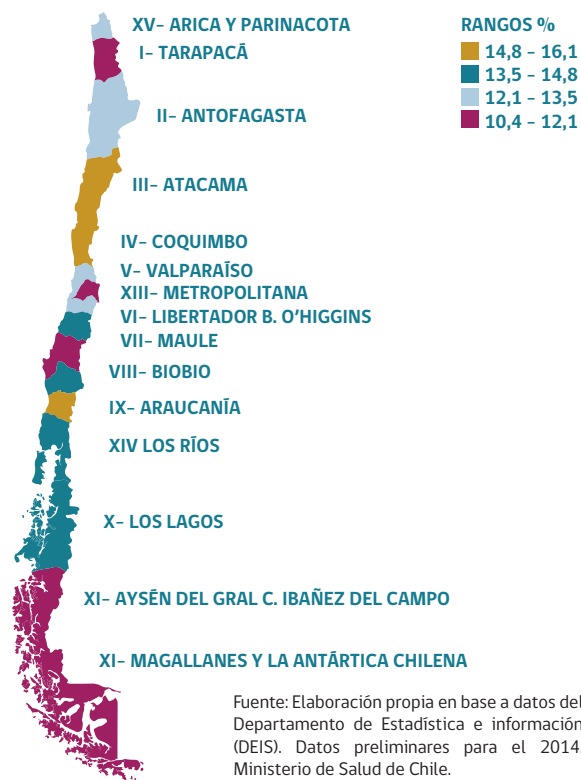 XV- ARICA Y PARINACOTA
I- TARAPACÁ
II- ANTOFAGASTA
III- ATACAMA
IV- COQUIMBO
V- VALPARAÍSO
XIII- METROPOLITANA
VI- LIBERTADOR B. O'HIGGINS
VII- MAULE
VIII- BIOBIO
IX- ARAUCANÍA
XIV LOS RÍOS
X- LOS LAGOS
XI- AYSÉN DEL GRAL C. IBAÑEZ DEL CAMPO
XI- MAGALLANES Y LA ANTÁRTICA CHILENA
RANGOS %
14,8 - 16,1
13,5 - 14,8
12,1 - 13,5
10,4 - 12,1
Fuente: Elaboración propia en base a datos del
Departamento de Estadística e información
(DEIS). Datos preliminares para el 2014.
Ministerio de Salud de Chile.